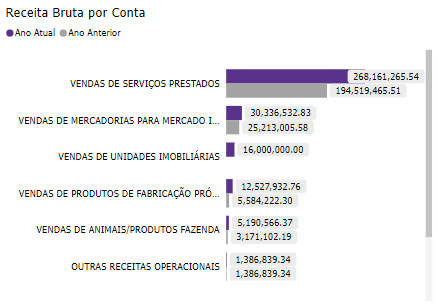 Receita Bruta por Conta
Ano Atual Ano Anterior
VENDAS DE SERVIÇOS PRESTADOS
268,161,265.54
194,519,465.51
VENDAS DE MERCADORIAS PARA MERCADO I...
30,336,532.83
25,213,005.58
VENDAS DE UNIDADES IMOBILIÁRIAS
16,000,000.00
VENDAS DE PRODUTOS DE FABRICAÇÃO PRÓ...
12,527,932.76
5,584,222.30
VENDAS DE ANIMAIS/PRODUTOS FAZENDA
5,190,566.37
3,171,102.19
OUTRAS RECEITAS OPERACIONAIS
1,386,839.34
1,386,839.34